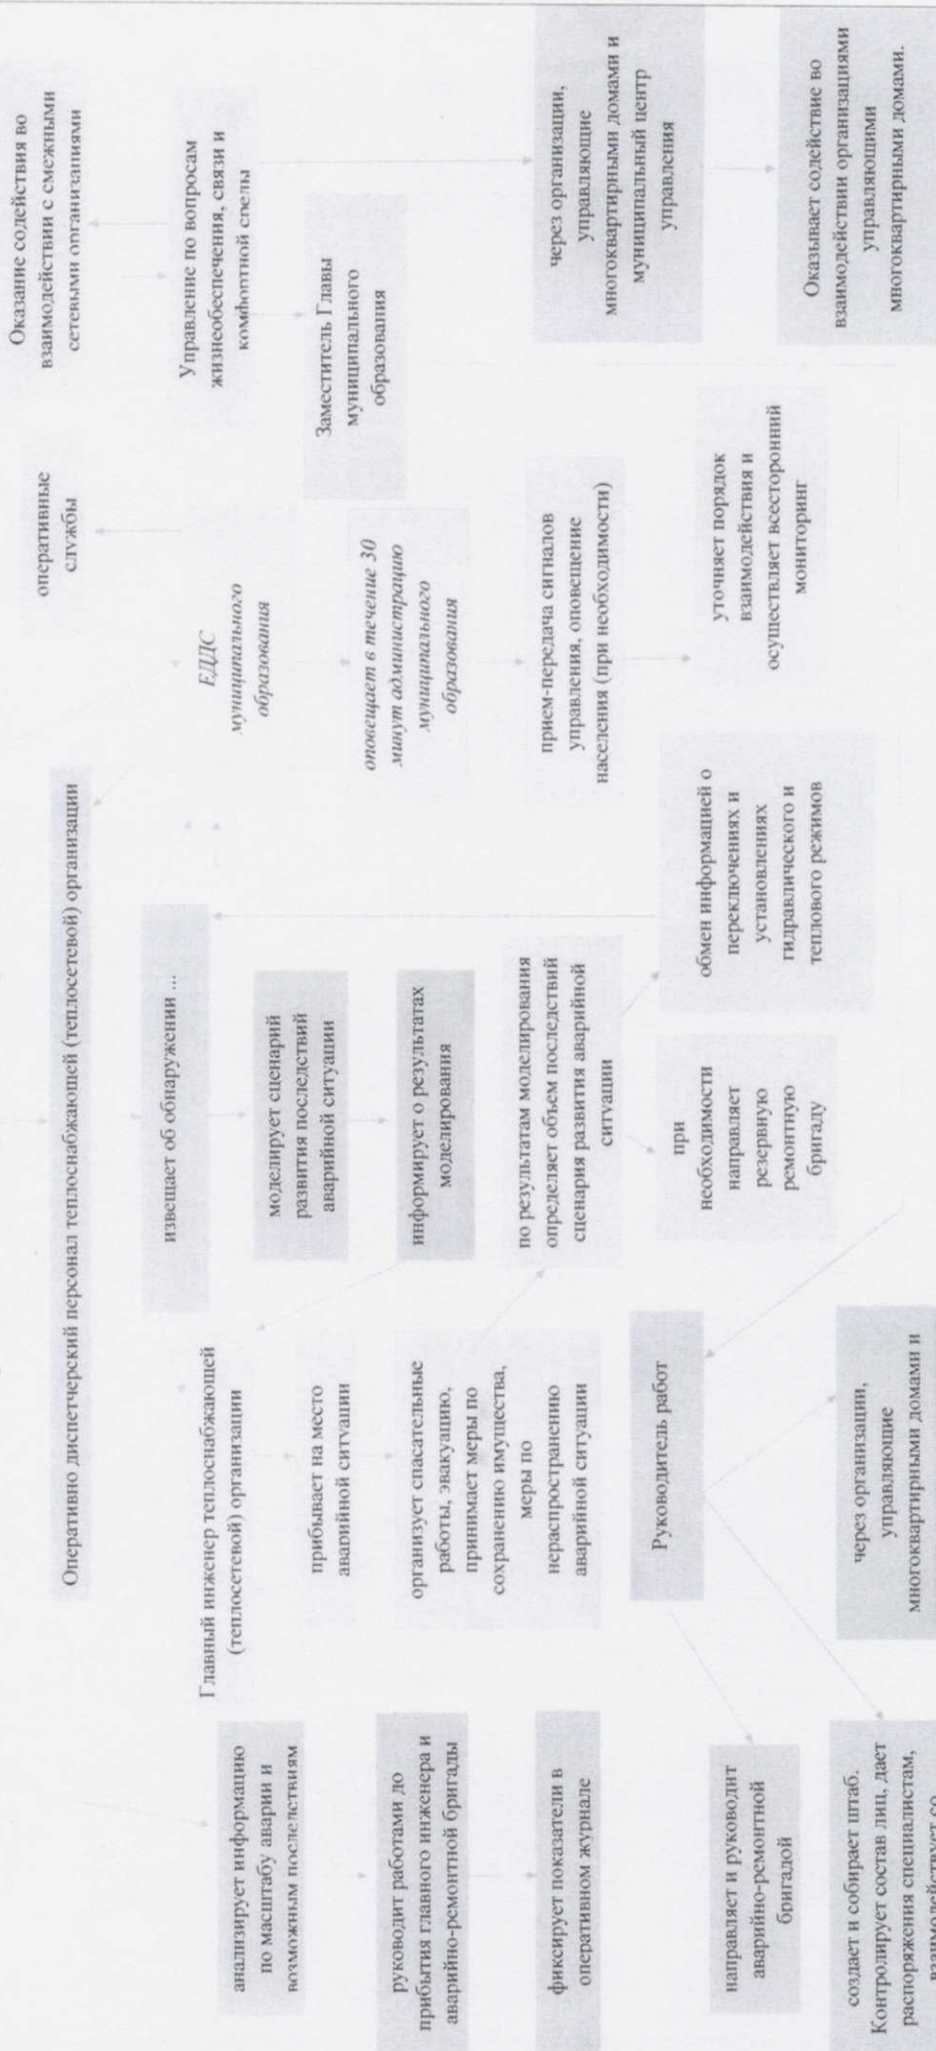 Оперативно диспетчерский персонал теплоснабжающей (теплосетевой) организации
анализирует информацию
по масштабу аварии и
возможным последствиям
руководит работами до
прибытия главного инженера и
аварийно-ремонтной бригады
фиксирует показатели в
оперативном журнале
Главный инженер теплоснабжающей
(теплосетевой) организации
прибывает на место
аварийной ситуации
организует спасательные
работы, эвакуацию,
принимает меры по
сохранению имущества,
меры по
нераспространению
аварийной ситуации
извещает об обнаружении ...
моделирует сценарий
развития последствий
аварийной ситуации
информирует о результатах
моделирования
по результатам моделирования
определяет объем последствий
сценария развития аварийной
ситуации
при
необходимости
направляет
резервную
ремонтную
бригаду
обмен информацией о
переключениях и
установлениях
гидравлического и
теплового режимов
оперативные
службы
ЕДДС
муниципального
образования
оповещает в течение 30
минут администрацию
муниципального
образования
прием-передача сигналов
управления, оповещение
населения (при необходимости)
уточняет порядок
взаимодействия и
осуществляет всесторонний
мониторинг
Оказание содействия во
взаимодействии с смежными
сетевыми организациями
Управление по вопросам
жизнеобеспечения, связи и
комфортной среды
Заместитель Главы
муниципального
образования
через организации,
управляющие
многоквартирными домами и
муниципальный центр
управления
Оказывает содействие во
взаимодействии организациями
управляющими
многоквартирными домами.
Руководитель работ
направляет и руководит
аварийно-ремонтной
бригадой
создает и собирает штаб.
Контролирует состав лиц, дает
распоряжения специалистам,
взаимодействует со
через организации,
управляющие
многоквартирными домами и